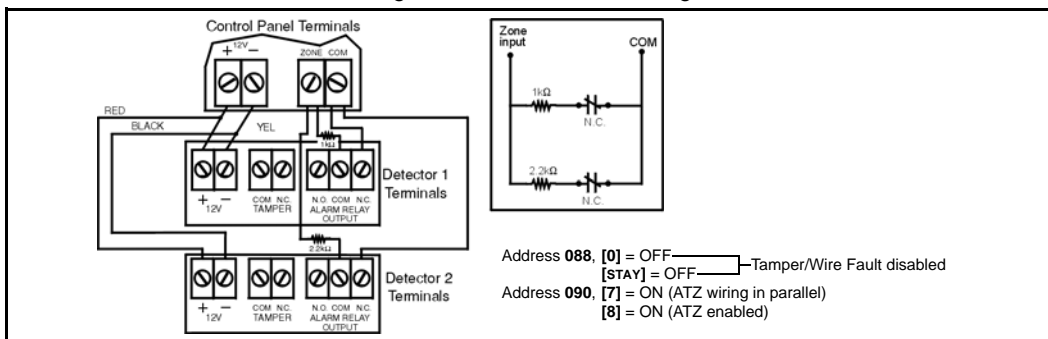 Control Panel Terminals
+ 12V –
ZONE COM
RED
BLACK
YEL
1kΩ
Detector 1
Terminals
+ –
12V
COM N.C.
TAMPER
N.O. COM N.C.
ALARM RELAY
OUTPUT
2.2kΩ
Detector 2
Terminals
+ –
12V
COM N.C.
TAMPER
N.O. COM N.C.
ALARM RELAY
OUTPUT
Zone
input
COM
1kΩ
N.C.
2.2kΩ
N.C.
Address 088, [0] = OFF
[STAY] = OFF
Tamper/Wire Fault disabled
Address 090, [7] = ON (ATZ wiring in parallel)
[8] = ON (ATZ enabled)